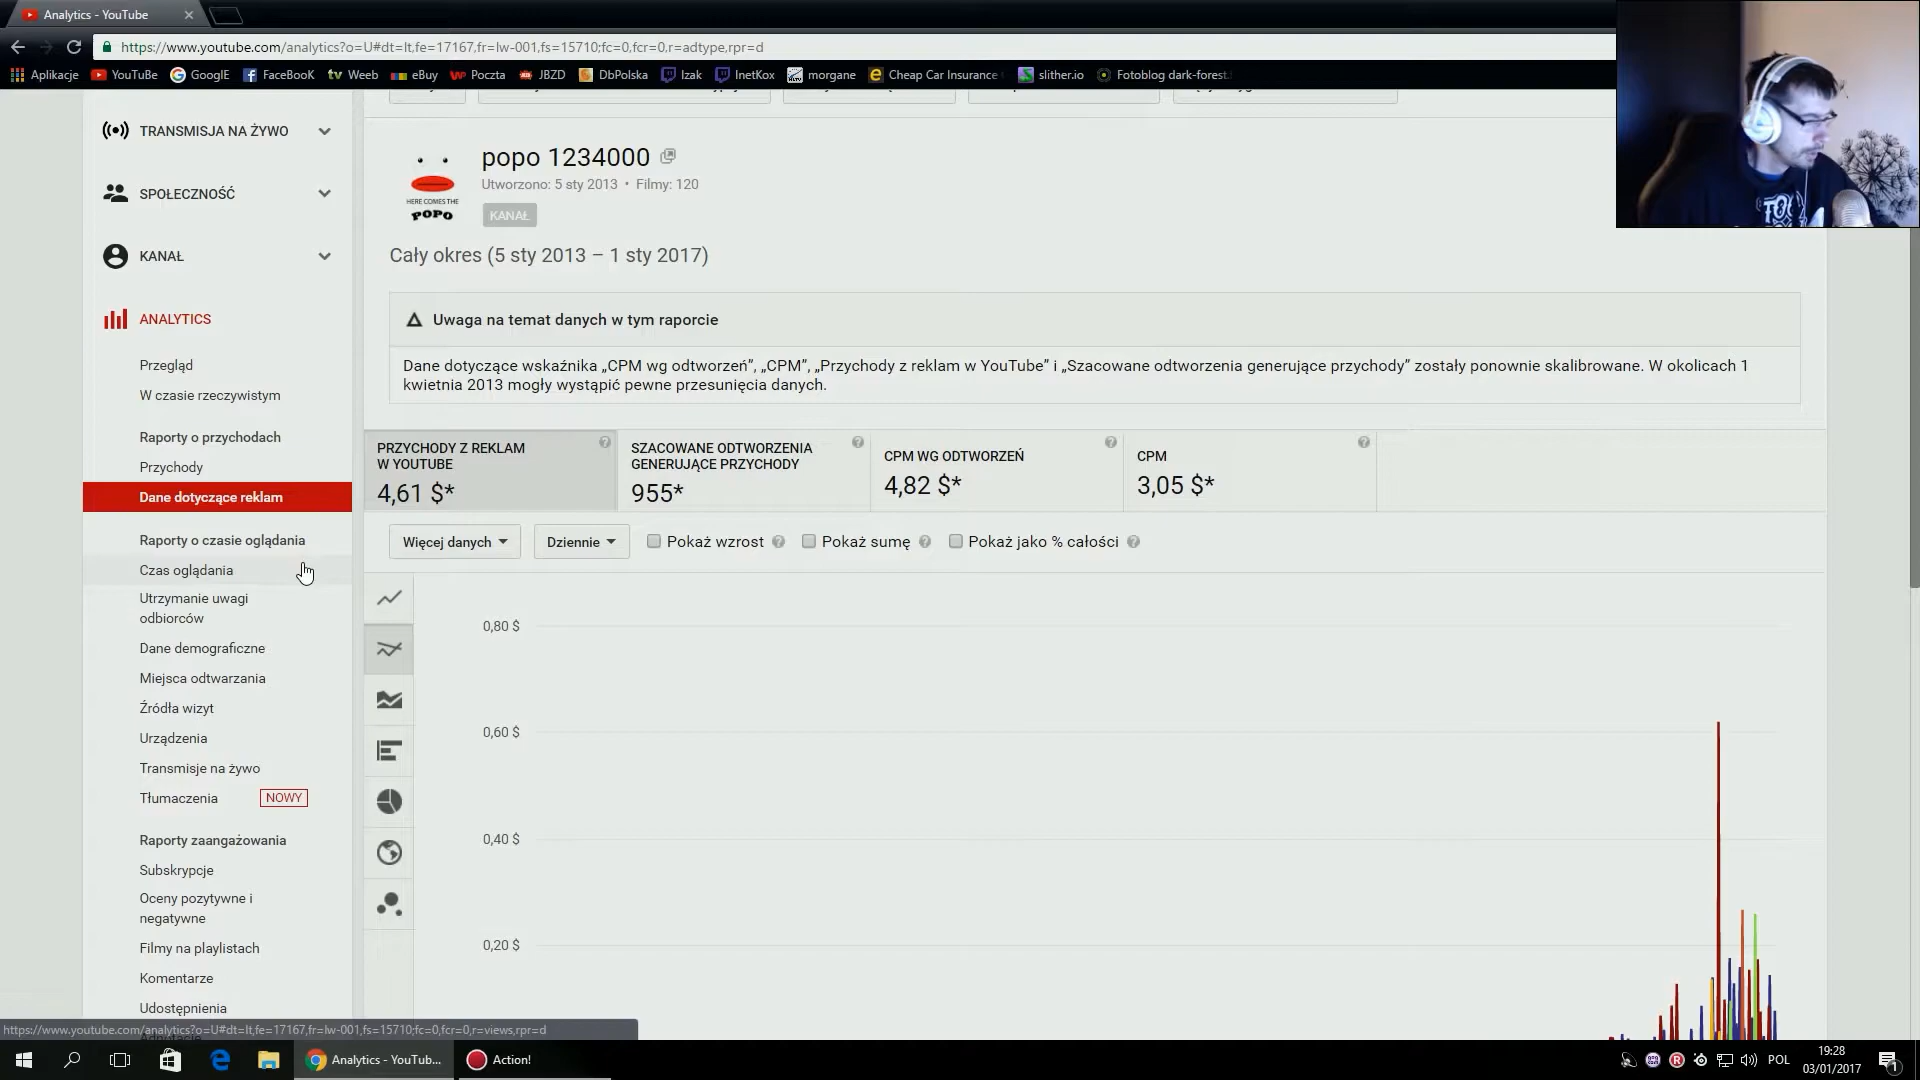 Analytics - YouTube
https://www.youtube.com/analytics?o=U#dt=lt,fe=17167,fr=lw-001,fs=15710;fc=0,fcr=0,r=adtype,rpr=d
Aplikacje YouTuBe GooglE FaceBooK Weeb eBuy Poczta JBZD DbPolska Izak InetKox morgane Cheap Car Insurance slither.io Fotoblog dark-forest.
TRANSMISJA NA ŻYWO
SPOŁECZNOŚĆ
KANAŁ
ANALYTICS
Przegląd
W czasie rzeczywistym
Raporty o przychodach
Przychody
Dane dotyczące reklam
Raporty o czasie oglądania
Czas oglądania
Utrzymanie uwagi
odbiorców
Dane demograficzne
Miejsca odtwarzania
Źródła wizyt
Urządzenia
Transmisje na żywo
Tłumaczenia NOWY
Raporty zaangażowania
Subskrypcje
Oceny pozytywne i
negatywne
Filmy na playlistach
Komentarze
Udostępnienia
HERE COMES THE
POPO
popo 1234000
Utworzono: 5 sty 2013 • Filmy: 120
KANAŁ
Cały okres (5 sty 2013 – 1 sty 2017)
Uwaga na temat danych w tym raporcie
Dane dotyczące wskaźnika „CPM wg odtworzeń”, „CPM”, „Przychody z reklam w YouTube” i „Szacowane odtworzenia generujące przychody” zostały ponownie skalibrowane. W okolicach 1
kwietnia 2013 mogły wystąpić pewne przesunięcia danych.
PRZYCHODY Z REKLAM
W YOUTUBE
4,61 $*
SZACOWANE ODTWORZENIA
GENERUJĄCE PRZYCHODY
955*
CPM WG ODTWORZEŃ
4,82 $*
CPM
3,05 $*
Więcej danych Dziennie Pokaż wzrost Pokaż sumę Pokaż jako % całości
0,80 $
0,60 $
0,40 $
0,20 $
https://www.youtube.com/analytics?o=U#dt=lt,fe=17167,fr=lw-001,fs=15710;fc=0,fcr=0,r=views,rpr=d
Analytics - YouTub... Action!
POL
19:28
03/01/2017